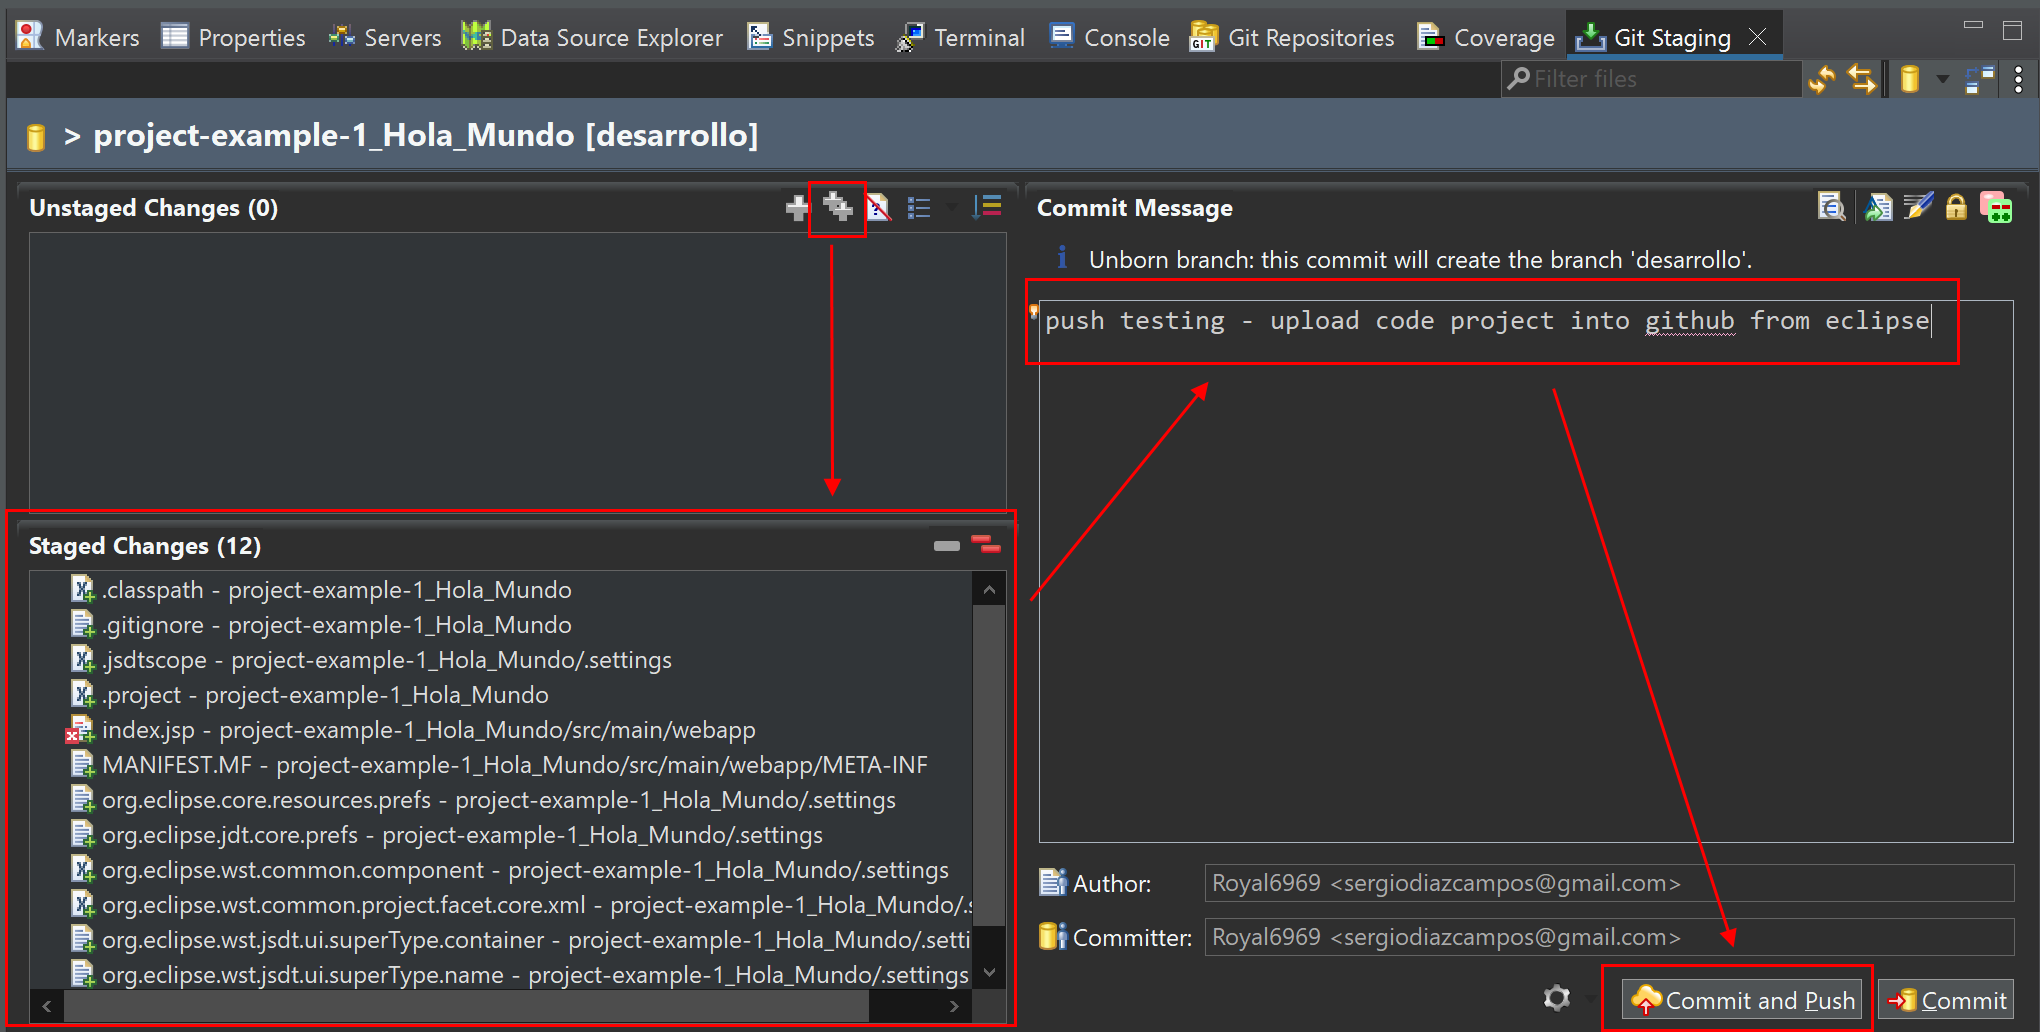 Markers Properties Servers Data Source Explorer Snippets Terminal Console Git Repositories Coverage Git Staging
Filter files
> project-example-1_Hola_Mundo [desarrollo]
Unstaged Changes (0)
Commit Message
Unborn branch: this commit will create the branch 'desarrollo'.
push testing - upload code project into github from eclipse
Staged Changes (12)
.classpath - project-example-1_Hola_Mundo
.gitignore - project-example-1_Hola_Mundo
.jsdtscope - project-example-1_Hola_Mundo/.settings
.project - project-example-1_Hola_Mundo
index.jsp - project-example-1_Hola_Mundo/src/main/webapp
MANIFEST.MF - project-example-1_Hola_Mundo/src/main/webapp/META-INF
org.eclipse.core.resources.prefs - project-example-1_Hola_Mundo/.settings
org.eclipse.jdt.core.prefs - project-example-1_Hola_Mundo/.settings
org.eclipse.wst.common.component - project-example-1_Hola_Mundo/.settings
org.eclipse.wst.common.project.facet.core.xml - project-example-1_Hola_Mundo/.s
org.eclipse.wst.jsdt.ui.superType.container - project-example-1_Hola_Mundo/.setti
org.eclipse.wst.jsdt.ui.superType.name - project-example-1_Hola_Mundo/.settings
Author: Royal6969 <sergiodiazcampos@gmail.com>
Committer: Royal6969 <sergiodiazcampos@gmail.com>
Commit and Push Commit